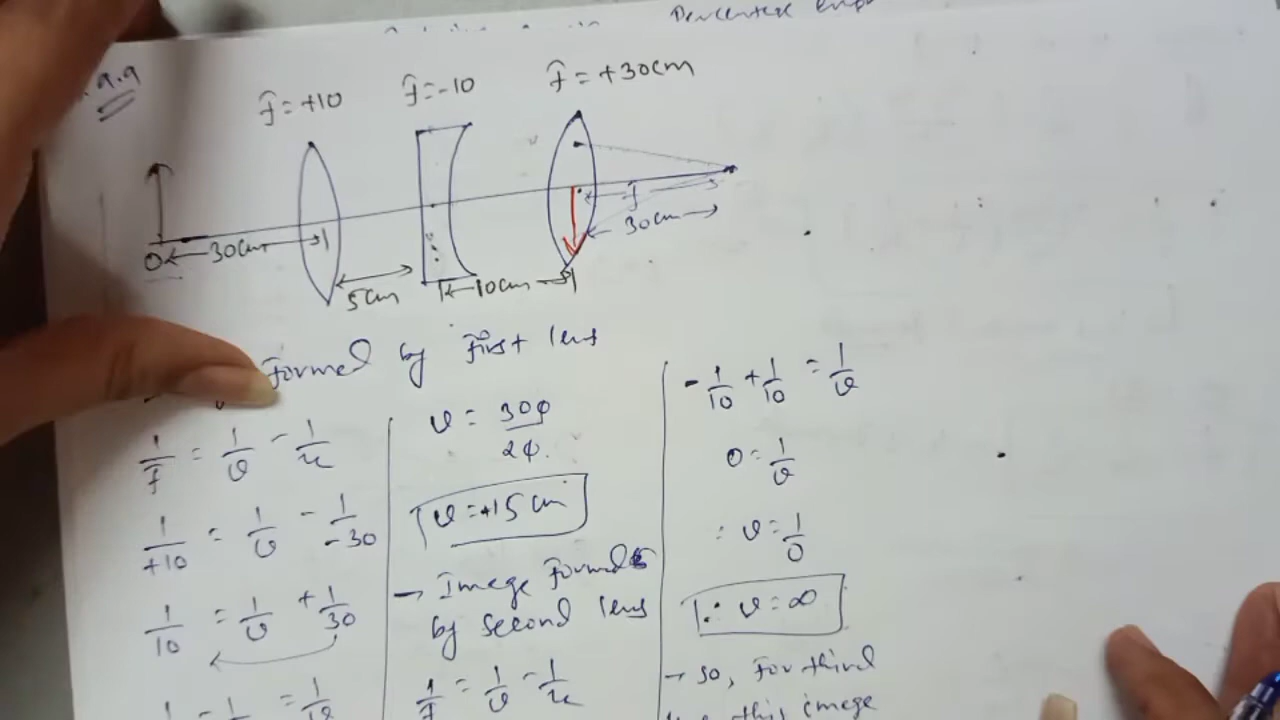 9.9
f=+10
f=-10
f=+30cm
O
30cm
5cm
10cm
f
30cm
Formed by First lens
1/f = 1/v - 1/u
1/+10 = 1/v - 1/-30
1/10 = 1/v + 1/30
v = 300/20
v=+15 cm
→ Image Formed
by second lens
1/f = 1/v - 1/u
-1/10 + 1/10 = 1/v
0 = 1/v
∴ v = 1/0
∴ v = ∞
→ so, For third
this image